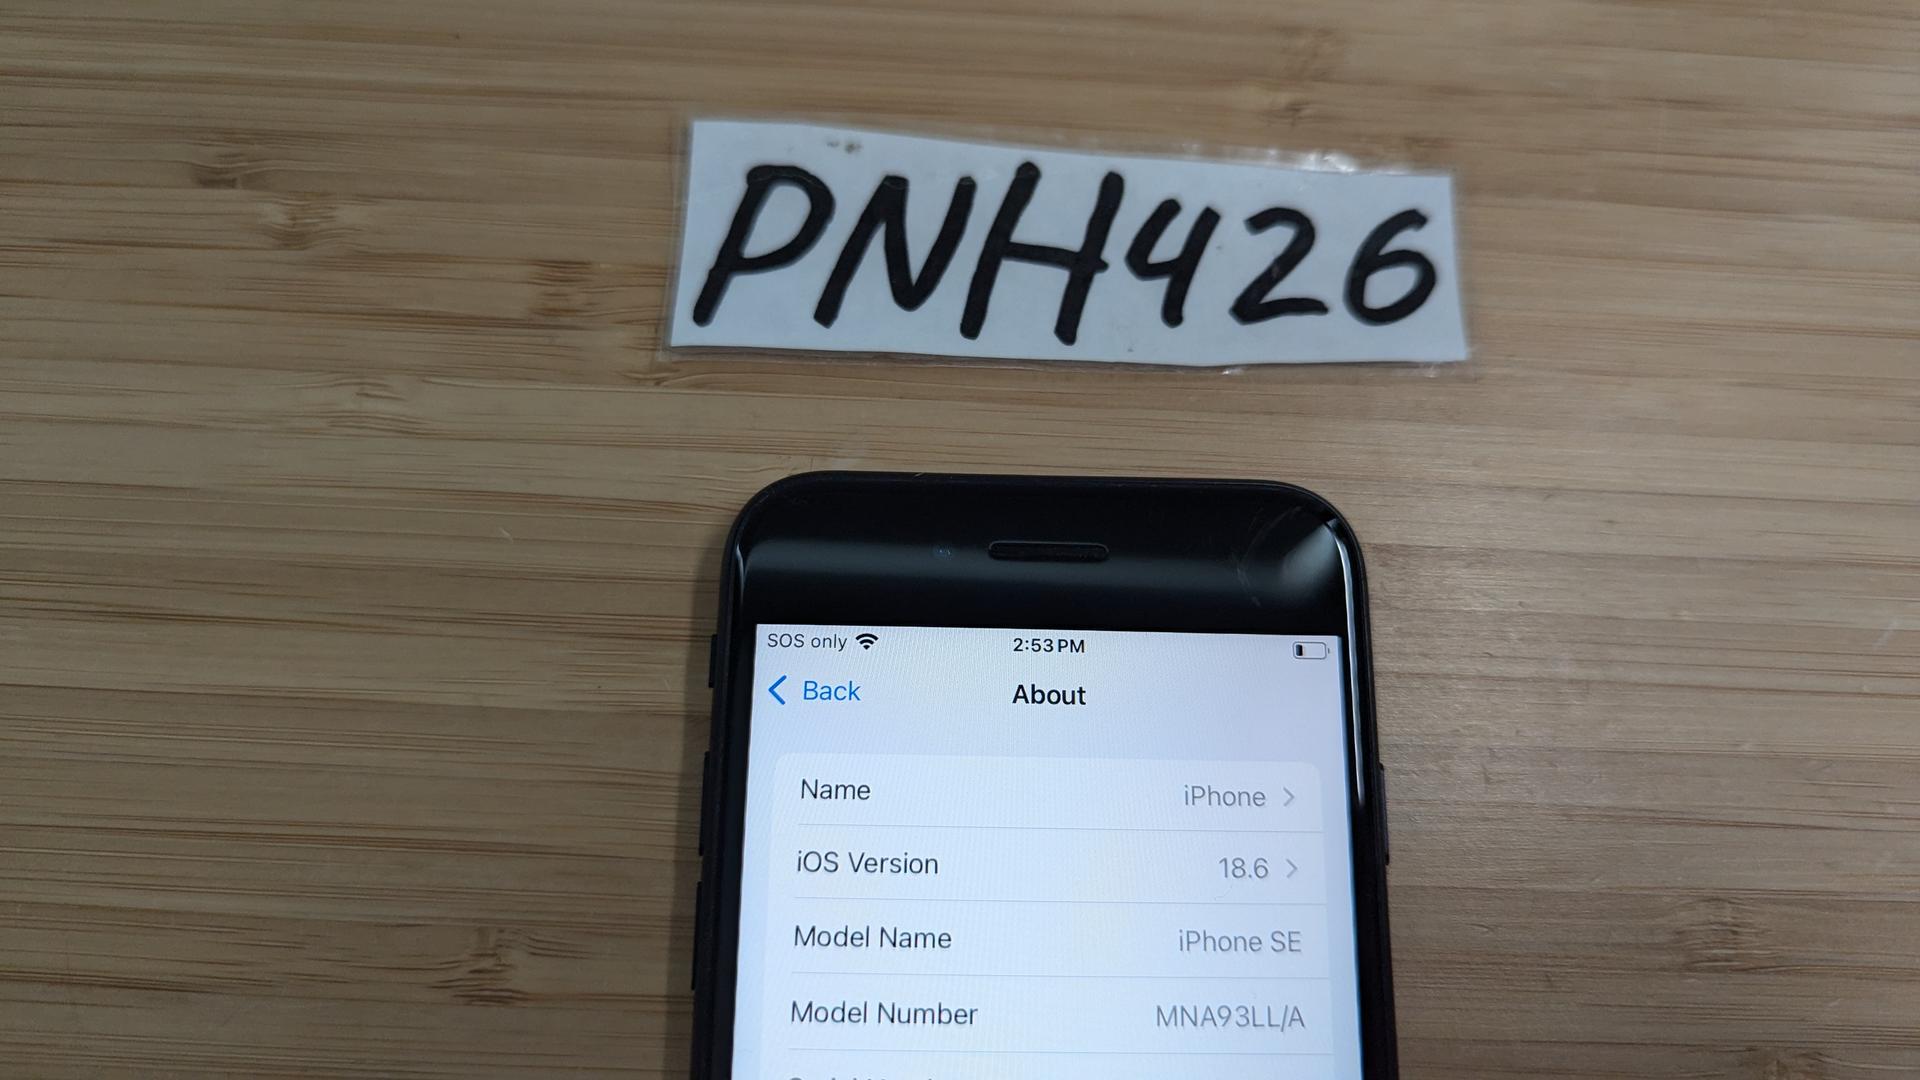 PNH426
SOS only 2:53 PM
Back About
Name iPhone
iOS Version 18.6
Model Name iPhone SE
Model Number MNA93LL/A